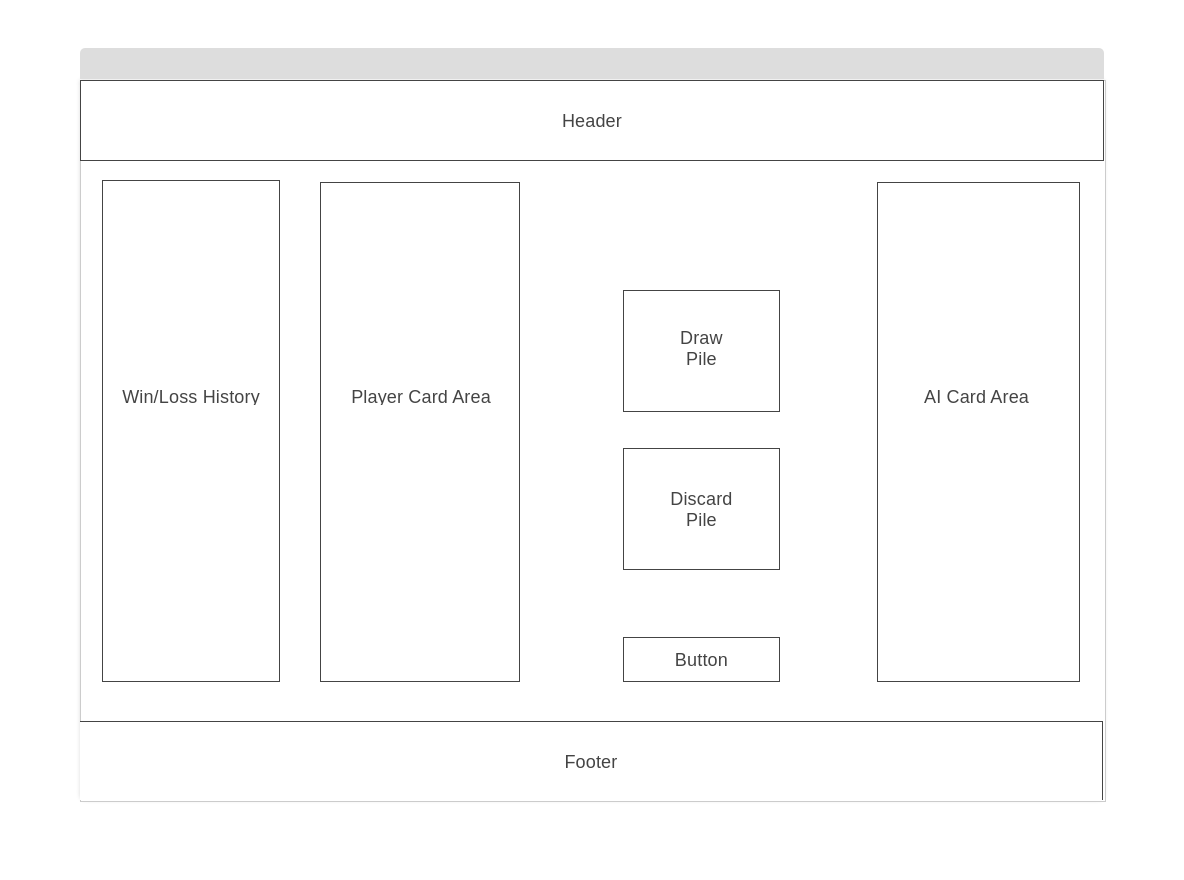 Header
Win/Loss History
Player Card Area
Draw
Pile
AI Card Area
Discard
Pile
Button
Footer